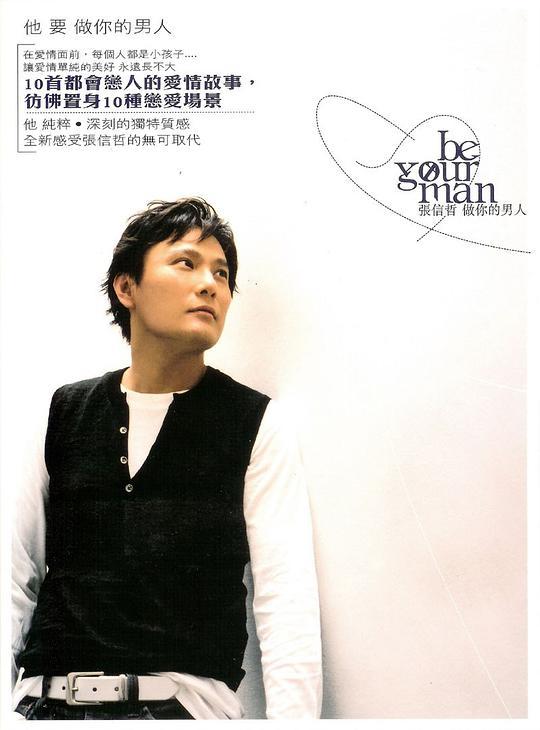 他 要 做你的男人
在愛情面前，每個人都是小孩子....
讓愛情單純的美好 永遠長不大
10首都會戀人的愛情故事，
彷彿置身10種戀愛場景
他 純粹•深刻的獨特質感
全新感受張信哲的無可取代
be
your
man
張信哲 做你的男人